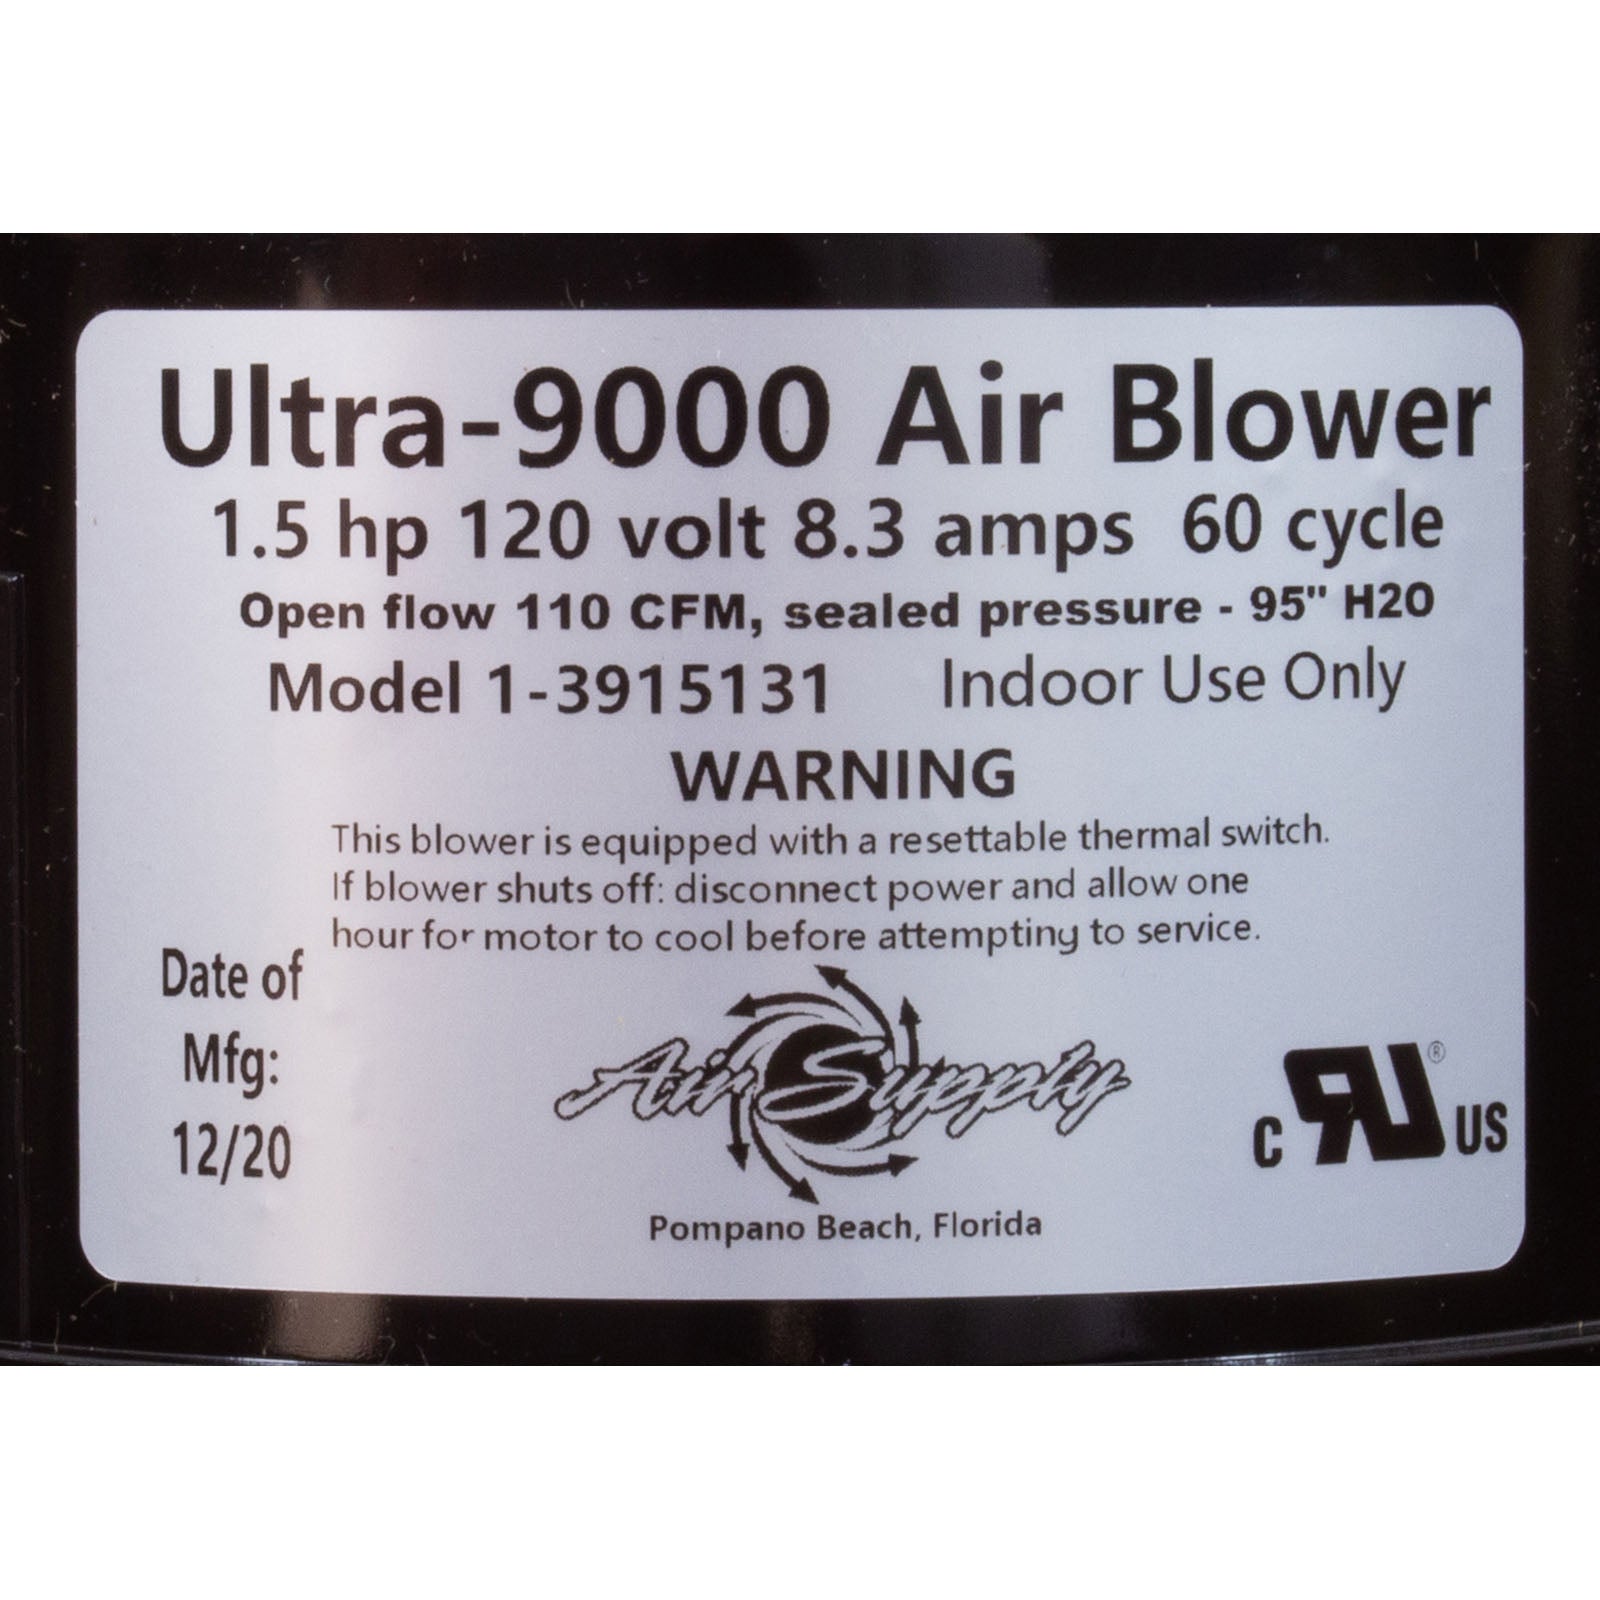 Ultra-9000 Air Blower
1.5 hp 120 volt 8.3 amps 60 cycle
Open flow 110 CFM, sealed pressure - 95" H2O
Model 1-3915131 Indoor Use Only
WARNING
This blower is equipped with a resettable thermal switch.
If blower shuts off: disconnect power and allow one
hour for motor to cool before attempting to service.
Date of
Mfg:
12/20
Air Supply
Pompano Beach, Florida
c RU® US